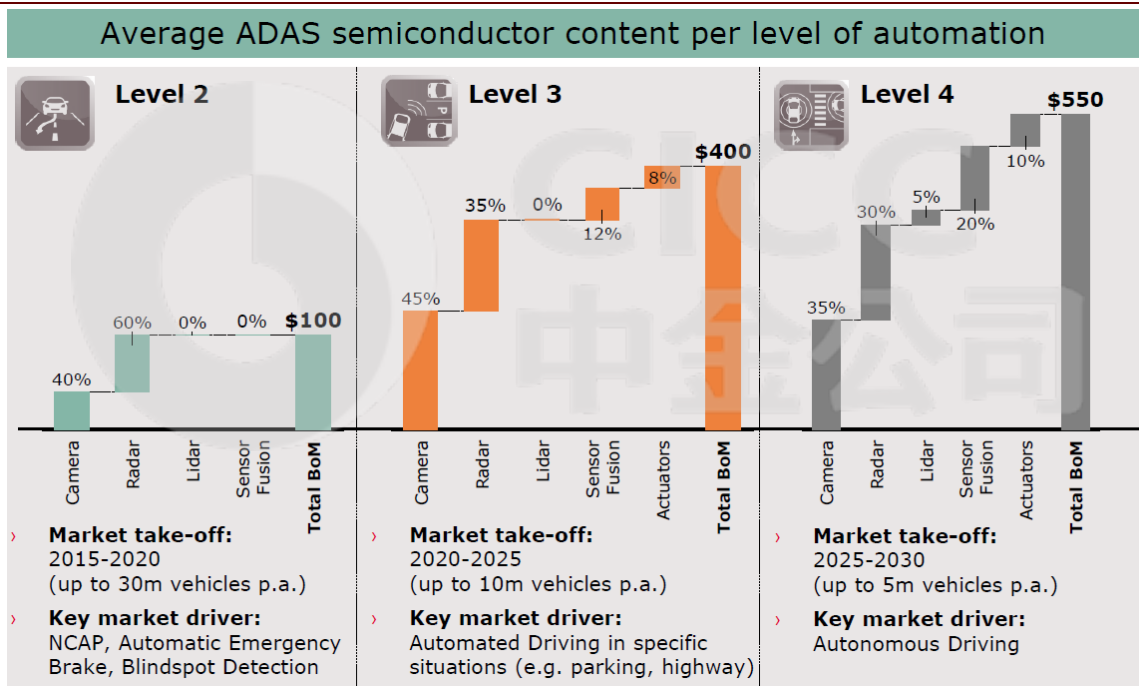 Average ADAS semiconductor content per level of automation
Level 2
40%
60%
0%
0%
$100
Camera
Radar
Lidar
Sensor
Fusion
Total BoM
› Market take-off:
2015-2020
(up to 30m vehicles p.a.)
› Key market driver:
NCAP, Automatic Emergency
Brake, Blindspot Detection
Level 3
45%
35%
0%
12%
8%
$400
Camera
Radar
Lidar
Sensor
Fusion
Actuators
Total BoM
› Market take-off:
2020-2025
(up to 10m vehicles p.a.)
› Key market driver:
Automated Driving in specific
situations (e.g. parking, highway)
Level 4
35%
30%
5%
20%
10%
$550
Camera
Radar
Lidar
Sensor
Fusion
Actuators
Total BoM
› Market take-off:
2025-2030
(up to 5m vehicles p.a.)
› Key market driver:
Autonomous Driving
P
CICC
中金公司